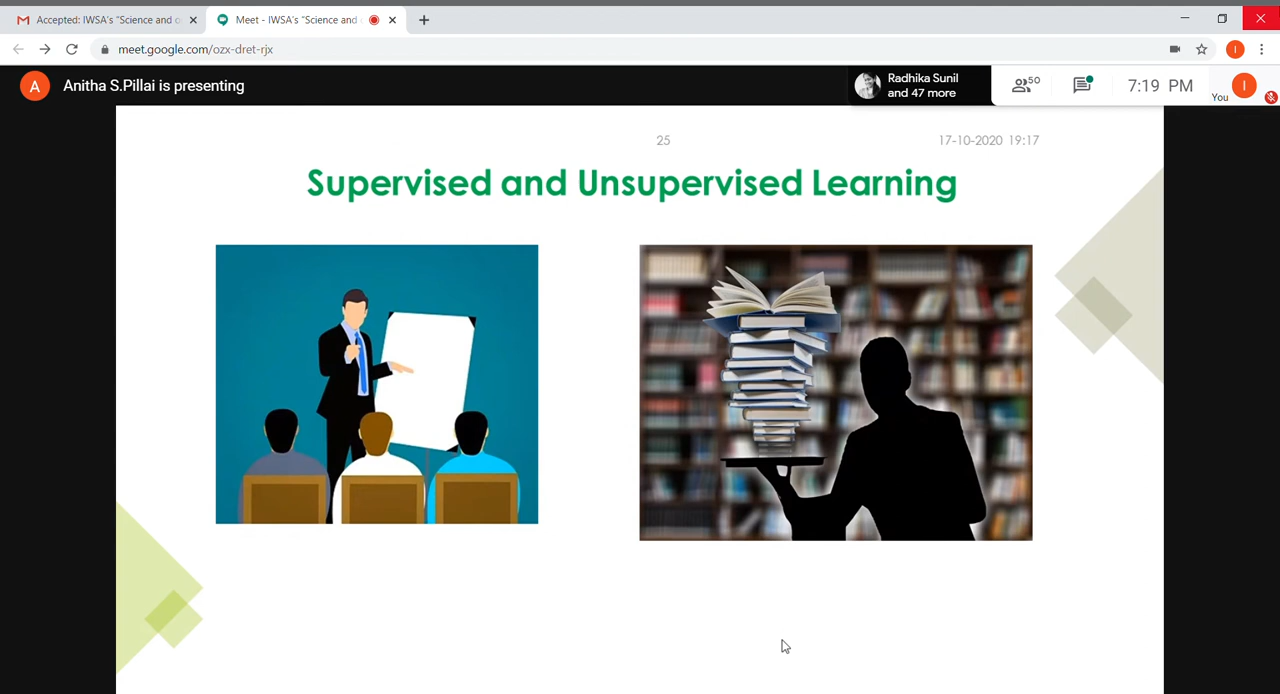 Accepted: IWSA's "Science and o
Meet - IWSA's "Science and
meet.google.com/ozx-dret-rjx
I
A
Anitha S.Pillai is presenting
Radhika Sunil
and 47 more
50
7:19 PM
You
I
25
17-10-2020 19:17
Supervised and Unsupervised Learning